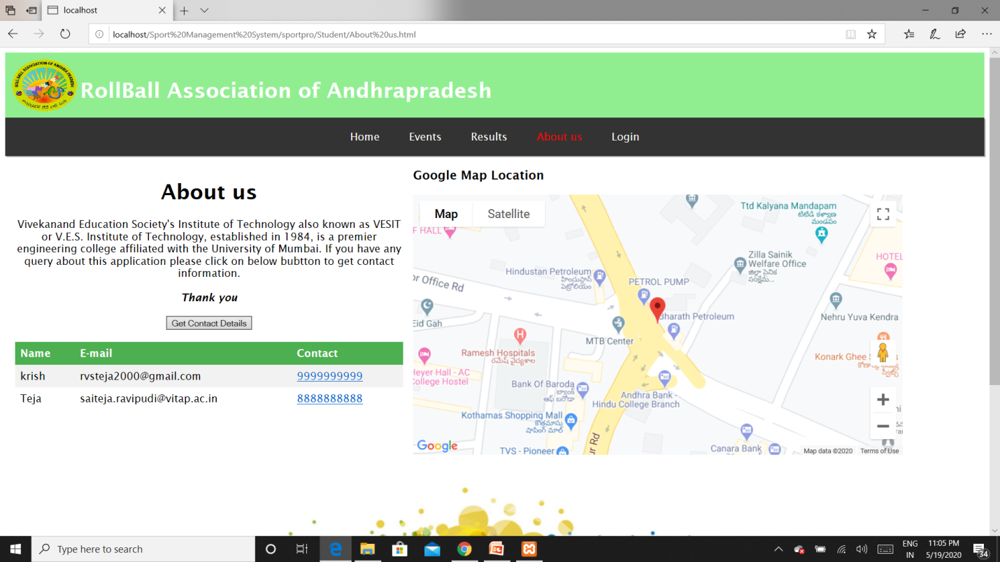 localhost
localhost/Sport%20Management%20System/sportpro/Student/About%20us.html
ROLLBALL ASSOCIATION OF ANDHRA PRADESH
RollBall Association of Andhrapradesh
Home Events Results About us Login
About us
Vivekanand Education Society's Institute of Technology also known as VESIT
or V.E.S. Institute of Technology, established in 1984, is a premier
engineering college affiliated with the University of Mumbai. If you have any
query about this application please click on below bubtton to get contact
information.
Thank you
Get Contact Details
Name E-mail Contact
krish rvsteja2000@gmail.com 9999999999
Teja saiteja.ravipudi@vitap.ac.in 8888888888
Google Map Location
Map Satellite
Ttd Kalyana Mandapam
టిటిడి కళ్యాణ
మండపం
F HALL
Zilla Sainik
Welfare Office
జిల్లా సైనిక
సంక్షేమ...
HOTEL
Hindustan Petroleum
హిందుస్తాన్
పెట్రోలియం
PETROL PUMP
or Office Rd
Bharath Petroleum
Nehru Yuva Kendra
Eid Gah
MTB Center
Ramesh Hospitals
రమేష్ వైద్యశాల
Konark Ghee S
Heyer Hall - AC
College Hostel
Bank Of Baroda
బ్యాంక్
ఆఫ్ బరోడా
Andhra Bank -
Hindu College Branch
Kothamas Shopping Mall
కొతమాసు
షాపింగ్ మాల్
ur Rd
Canara Bank
TVS - Pioneer
Google
Map data ©2020 Terms of Use
Type here to search
ENG
IN
11:05 PM
5/19/2020
34